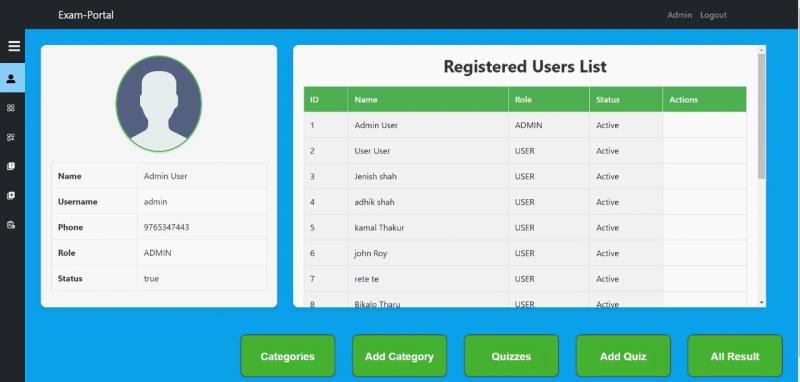 Exam-Portal
Admin Logout
Registered Users List
ID Name Role Status Actions
1 Admin User ADMIN Active
2 User User USER Active
3 Jenish shah USER Active
4 adhik shah USER Active
5 kamal Thakur USER Active
6 john Roy USER Active
7 rete te USER Active
8 Bikalp Tharu USER Active
Name Admin User
Username admin
Phone 9765347443
Role ADMIN
Status true
Categories
Add Category
Quizzes
Add Quiz
All Result